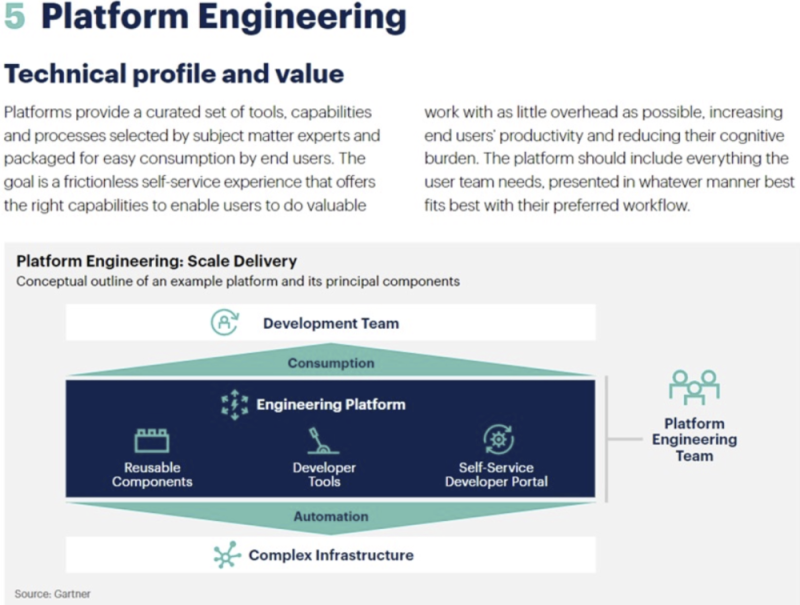 5 Platform Engineering
Technical profile and value
Platforms provide a curated set of tools, capabilities
and processes selected by subject matter experts and
packaged for easy consumption by end users. The
goal is a frictionless self-service experience that offers
the right capabilities to enable users to do valuable
work with as little overhead as possible, increasing
end users' productivity and reducing their cognitive
burden. The platform should include everything the
user team needs, presented in whatever manner best
fits best with their preferred workflow.
Platform Engineering: Scale Delivery
Conceptual outline of an example platform and its principal components
Development Team
Consumption
Engineering Platform
Reusable
Components
Developer
Tools
Self-Service
Developer Portal
Platform
Engineering
Team
Automation
Complex Infrastructure
Source: Gartner